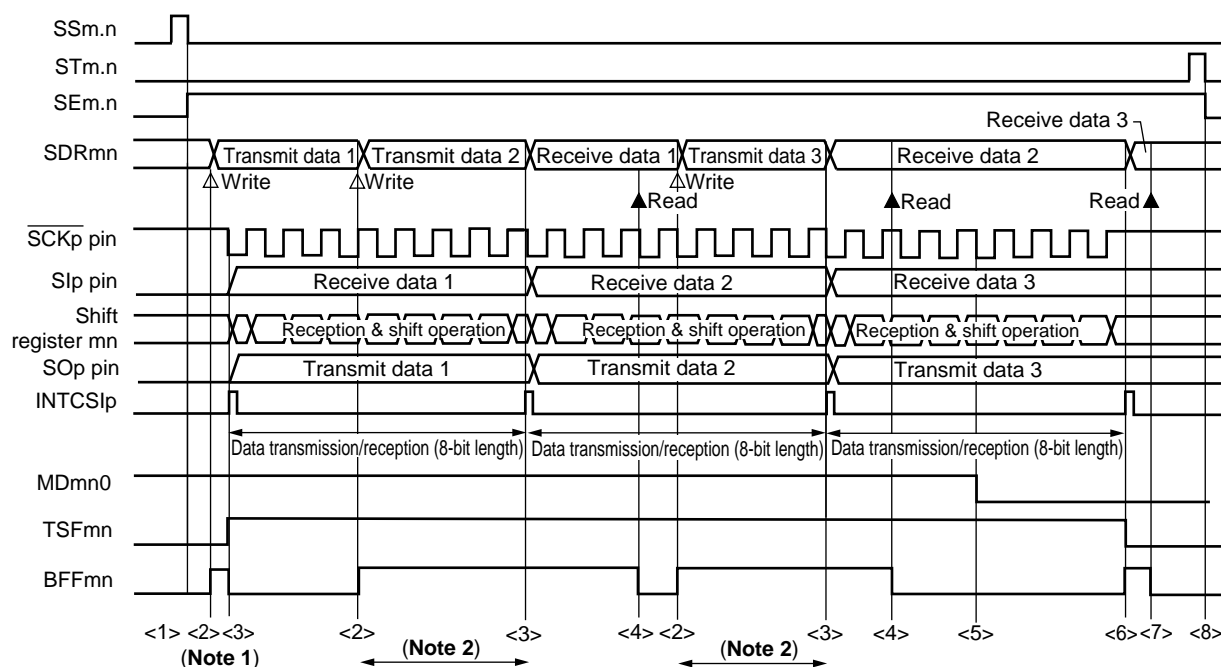 SSm.n
STm.n
SEm.n
Receive data 3
SDRmn
Transmit data 1 Transmit data 2 Receive data 1 Transmit data 3 Receive data 2
Write Write Write
Read Read Read
SCKp pin
SIp pin
Receive data 1 Receive data 2 Receive data 3
Shift
register mn
Reception & shift operation Reception & shift operation Reception & shift operation
SOp pin
Transmit data 1 Transmit data 2 Transmit data 3
INTCSIp
Data transmission/reception (8-bit length) Data transmission/reception (8-bit length) Data transmission/reception (8-bit length)
MDmn0
TSFmn
BFFmn
<1> <2> <3> <2> <3> <4> <2> <3> <4> <5> <6> <7> <8>
(Note 1) (Note 2) (Note 2)